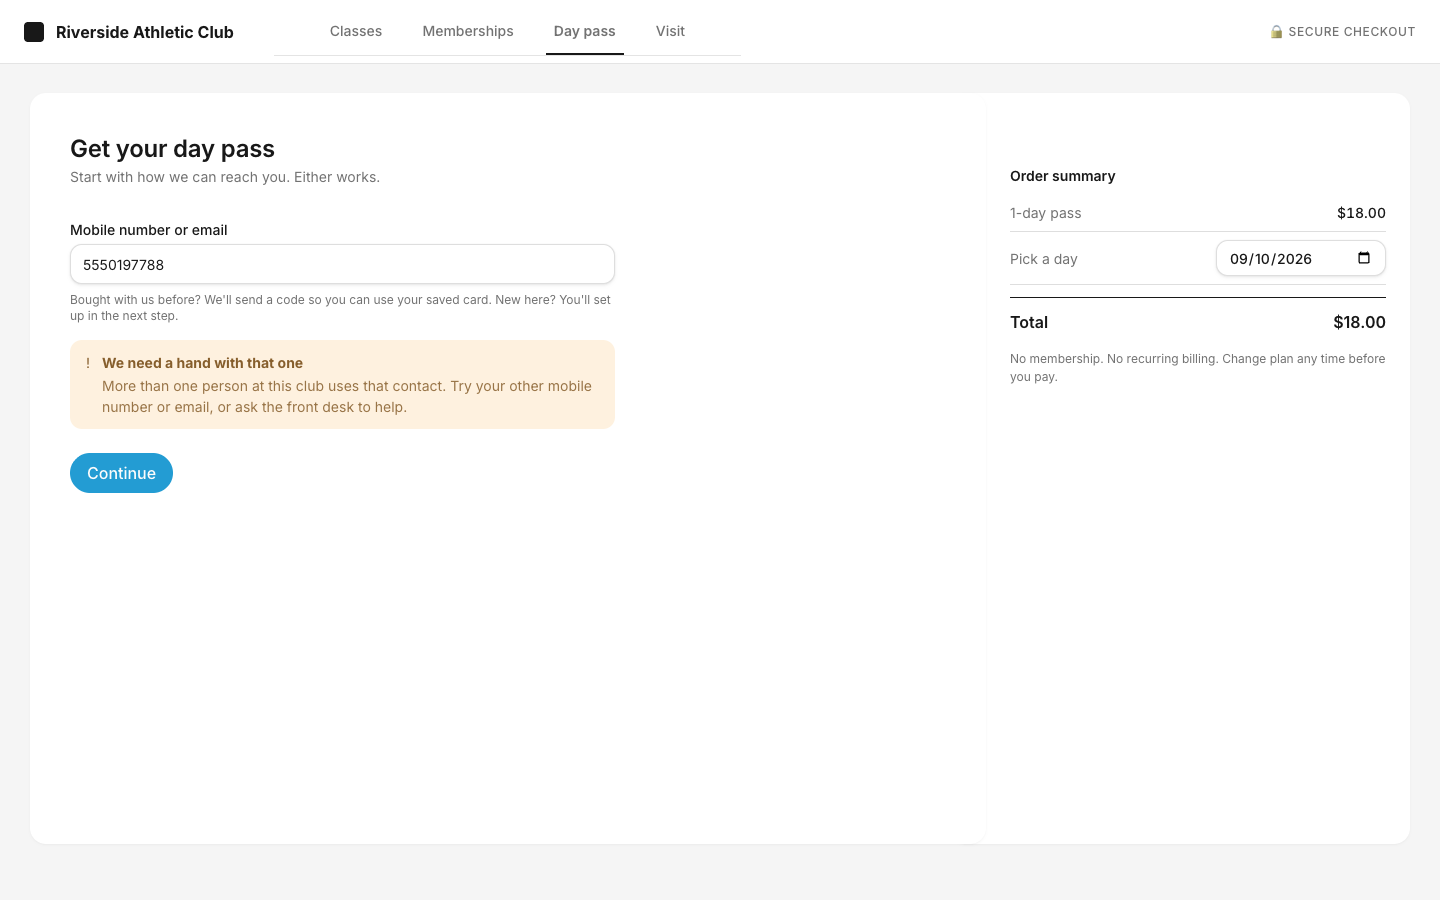 Riverside Athletic Club
Classes
Memberships
Day pass
Visit
🔒 SECURE CHECKOUT
Get your day pass
Start with how we can reach you. Either works.
Mobile number or email
5550197788
Bought with us before? We'll send a code so you can use your saved card. New here? You'll set
up in the next step.
! We need a hand with that one
More than one person at this club uses that contact. Try your other mobile
number or email, or ask the front desk to help.
Continue
Order summary
1-day pass $18.00
Pick a day 09/10/2026
Total $18.00
No membership. No recurring billing. Change plan any time before
you pay.